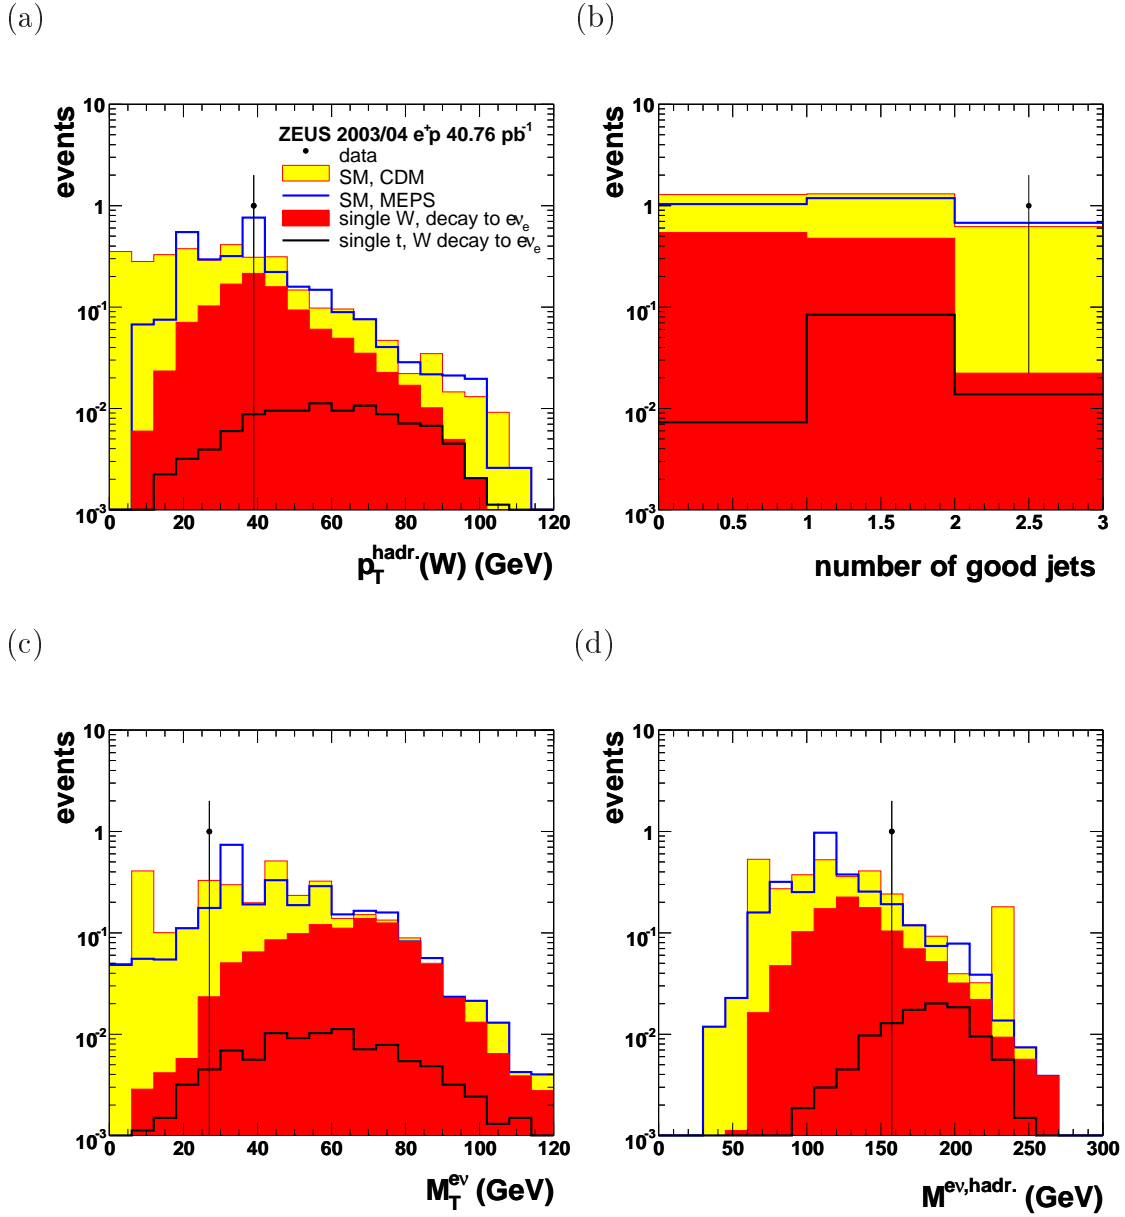 (a)
(b)
events
10
1
10⁻¹
10⁻²
10⁻³
ZEUS 2003/04 e⁺p 40.76 pb⁻¹
data
SM, CDM
SM, MEPS
single W, decay to eνₑ
single t, W decay to eνₑ
0 20 40 60 80 100 120
p_T^hadr.(W) (GeV)
events
10
1
10⁻¹
10⁻²
10⁻³
0 0.5 1 1.5 2 2.5 3
number of good jets
(c)
(d)
events
10
1
10⁻¹
10⁻²
10⁻³
0 20 40 60 80 100 120
M_T^eν (GeV)
events
10
1
10⁻¹
10⁻²
10⁻³
0 50 100 150 200 250 300
M^eν,hadr. (GeV)